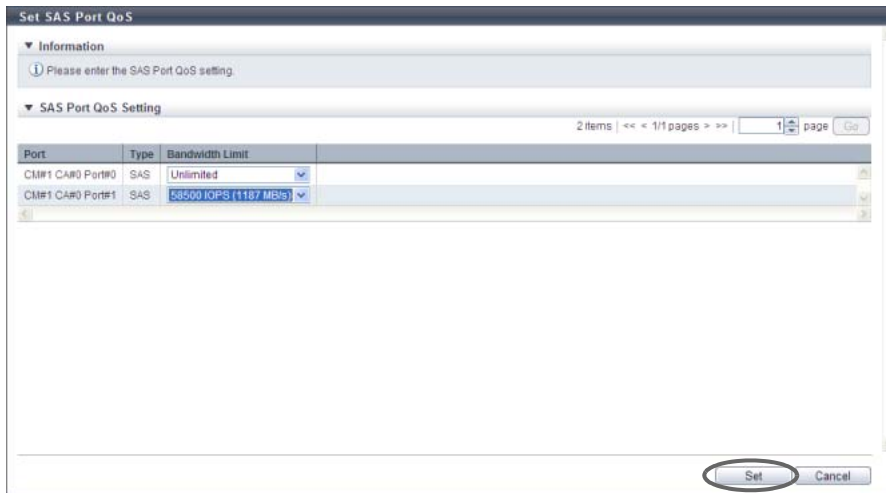 Set SAS Port QoS
Information
Please enter the SAS Port QoS setting.
SAS Port QoS Setting
2 items | << < 1/1 pages > >> | 1 page Go
Port Type Bandwidth Limit
CM#1 CA#0 Port#0 SAS Unlimited
CM#1 CA#0 Port#1 SAS 58500 IOPS (1187 MB/s)
Set Cancel